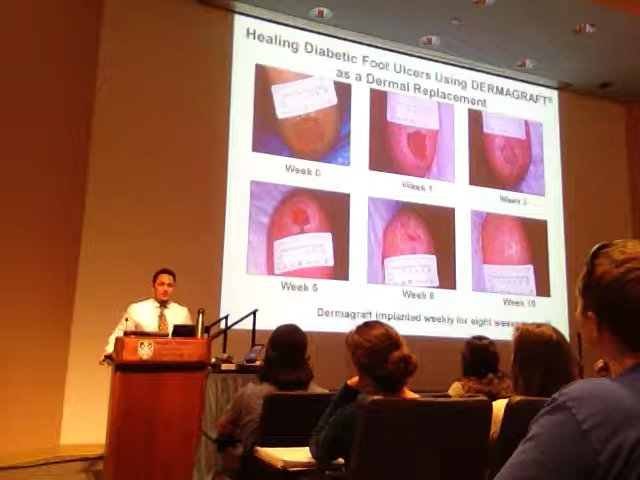 Healing Diabetic Foot Ulcers Using DERMAGRAFT®
as a Dermal Replacement
Week 0
Week 1
Week
Week 5
Week 8
Week 10
Dermagraft implanted weekly for eight